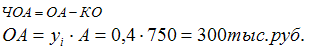 ЧОА = ОА − КО
ОА = yᵢ · А = 0,4 · 750 = 300тыс.руб.